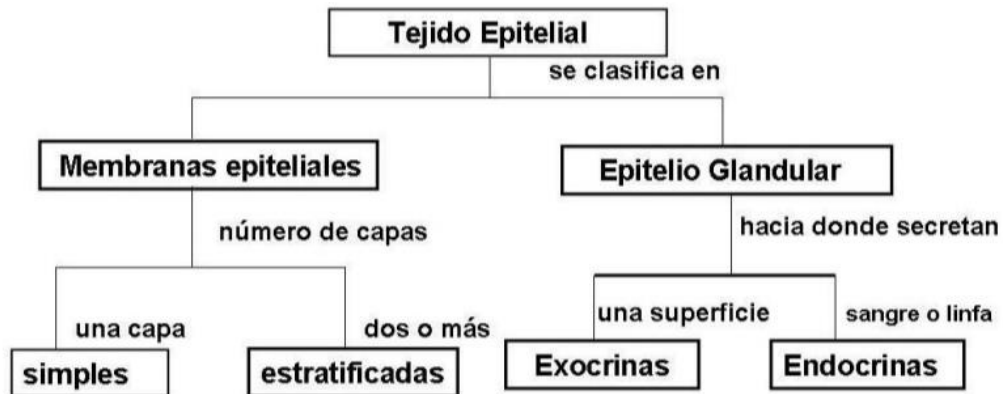 Tejido Epitelial
se clasifica en
Membranas epiteliales
Epitelio Glandular
número de capas
hacia donde secretan
una capa
dos o más
una superficie
sangre o linfa
simples
estratificadas
Exocrinas
Endocrinas